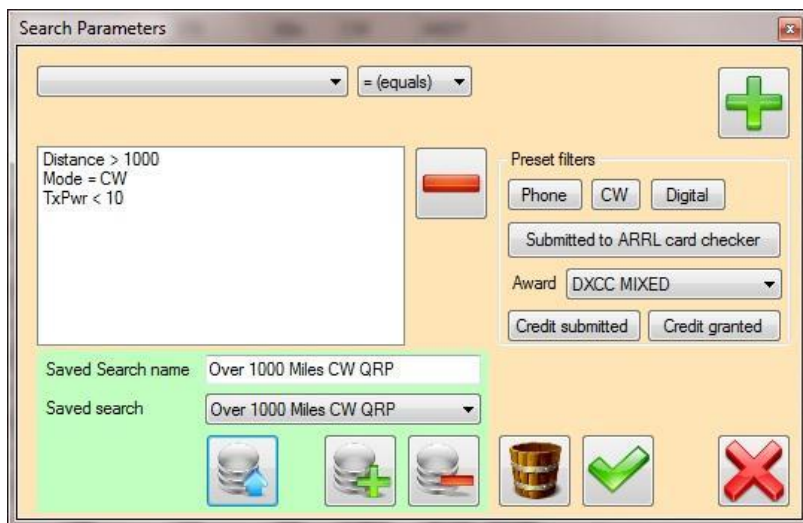 Search Parameters
= (equals)
Distance > 1000
Mode = CW
TxPwr < 10
Preset filters
Phone CW Digital
Submitted to ARRL card checker
Award DXCC MIXED
Credit submitted Credit granted
Saved Search name Over 1000 Miles CW QRP
Saved search Over 1000 Miles CW QRP